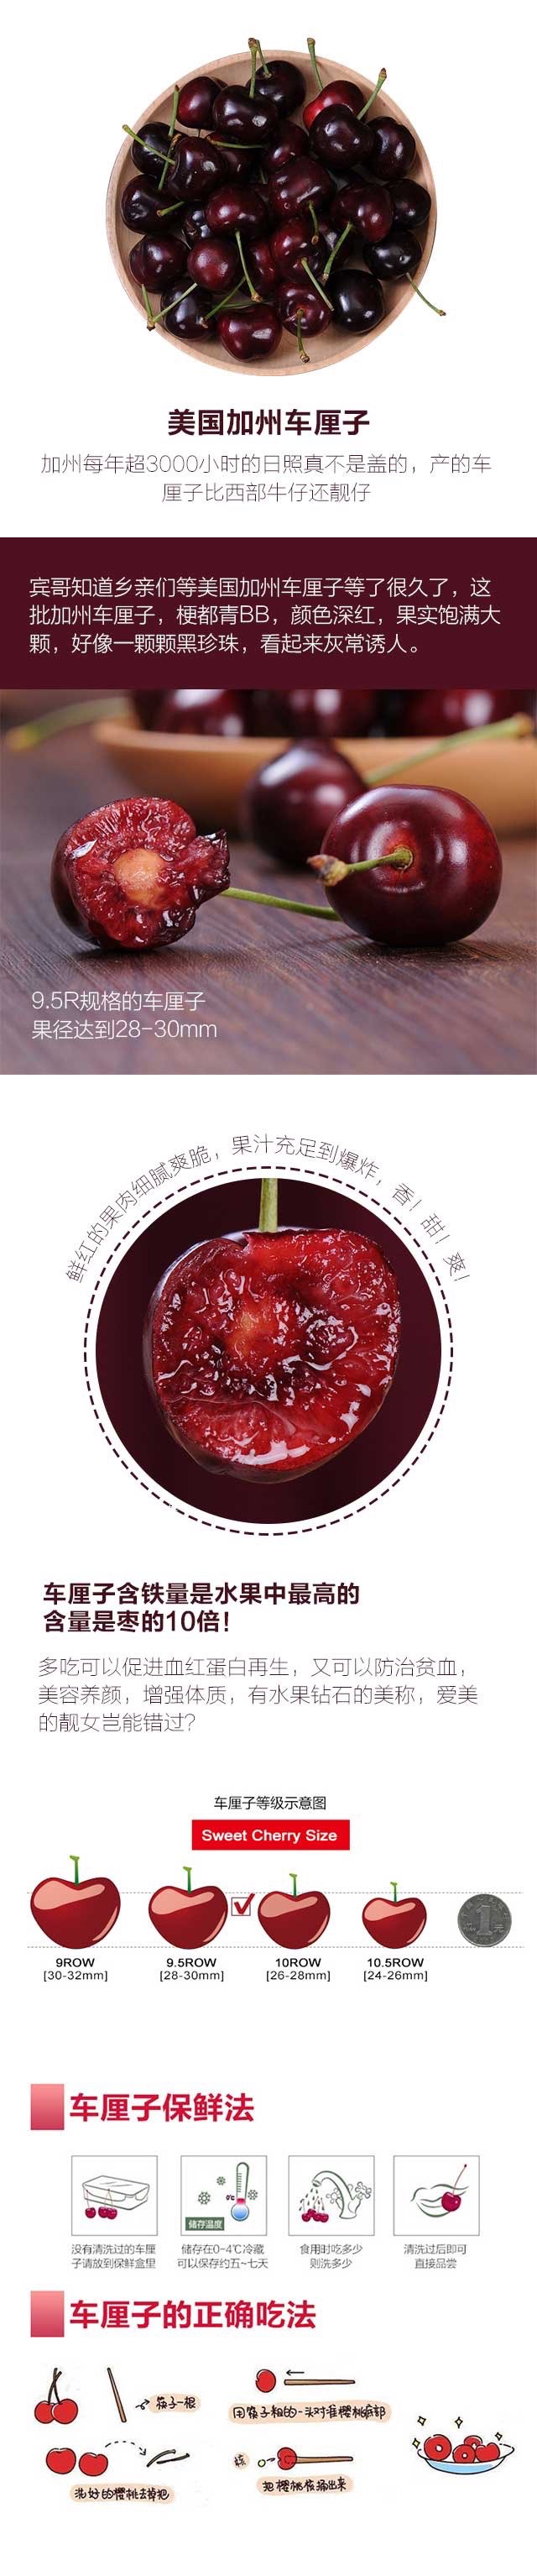 美国加州车厘子
加州每年超3000小时的日照真不是盖的，产的车
厘子比西部牛仔还靓仔
宾哥知道乡亲们等美国加州车厘子等了很久了，这
批加州车厘子，梗都青BB，颜色深红，果实饱满大
颗，好像一颗颗黑珍珠，看起来灰常诱人。
9.5R规格的车厘子
果径达到28-30mm
鲜红的果肉细腻爽脆，果汁充足到爆炸，香！甜！爽！
车厘子含铁量是水果中最高的
含量是枣的10倍！
多吃可以促进血红蛋白再生，又可以防治贫血，
美容养颜，增强体质，有水果钻石的美称，爱美
的靓女岂能错过？
车厘子等级示意图
Sweet Cherry Size
1
9ROW 9.5ROW 10ROW 10.5ROW
[30-32mm] [28-30mm] [26-28mm] [24-26mm]
车厘子保鲜法
0℃
储存温度
没有清洗过的车厘
子请放到保鲜盒里
储存在0-4℃冷藏
可以保存约五~七天
食用时吃多少
则洗多少
清洗过后即可
直接品尝
车厘子的正确吃法
筷子一根
用筷子粗的一头对准樱桃底部
洗好的樱桃去掉把
核
把樱桃核捅出来